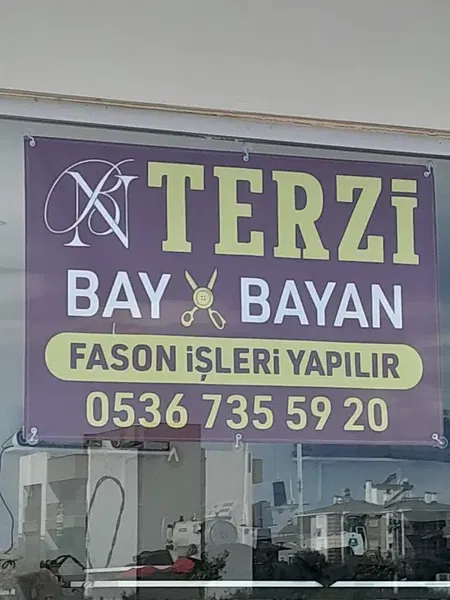 TERZİ
BAY BAYAN
FASON İŞLERİ YAPILIR
0536 735 59 20